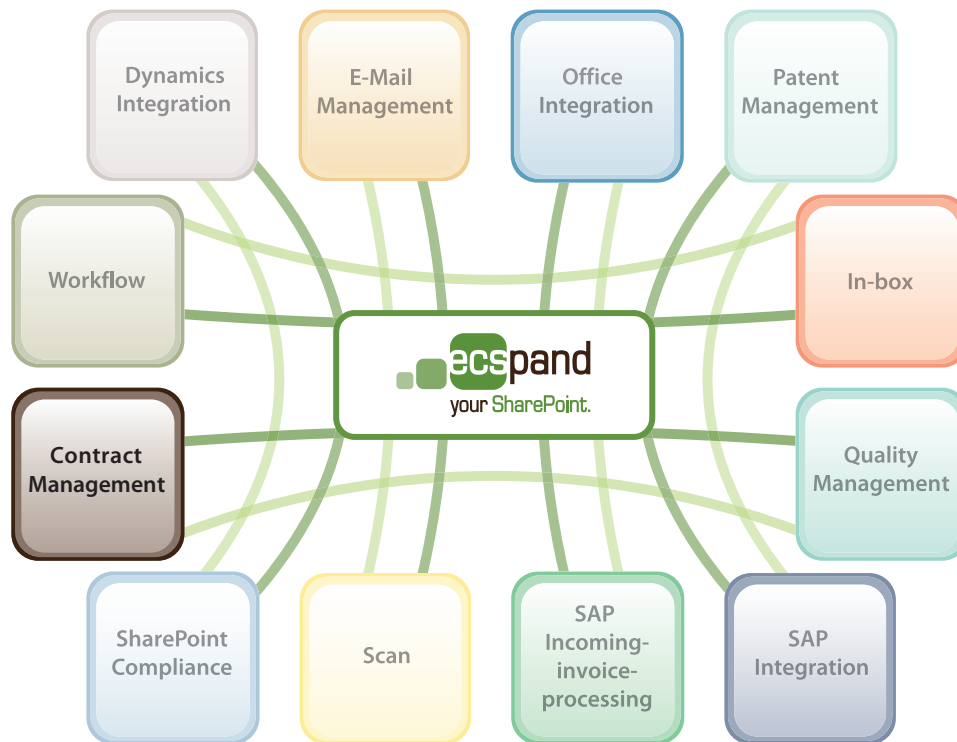 Dynamics
Integration
E-Mail
Management
Office
Integration
Patent
Management
Workflow
In-box
ecspand
your SharePoint.
Contract
Management
Quality
Management
SharePoint
Compliance
Scan
SAP
Incoming-
invoice-
processing
SAP
Integration